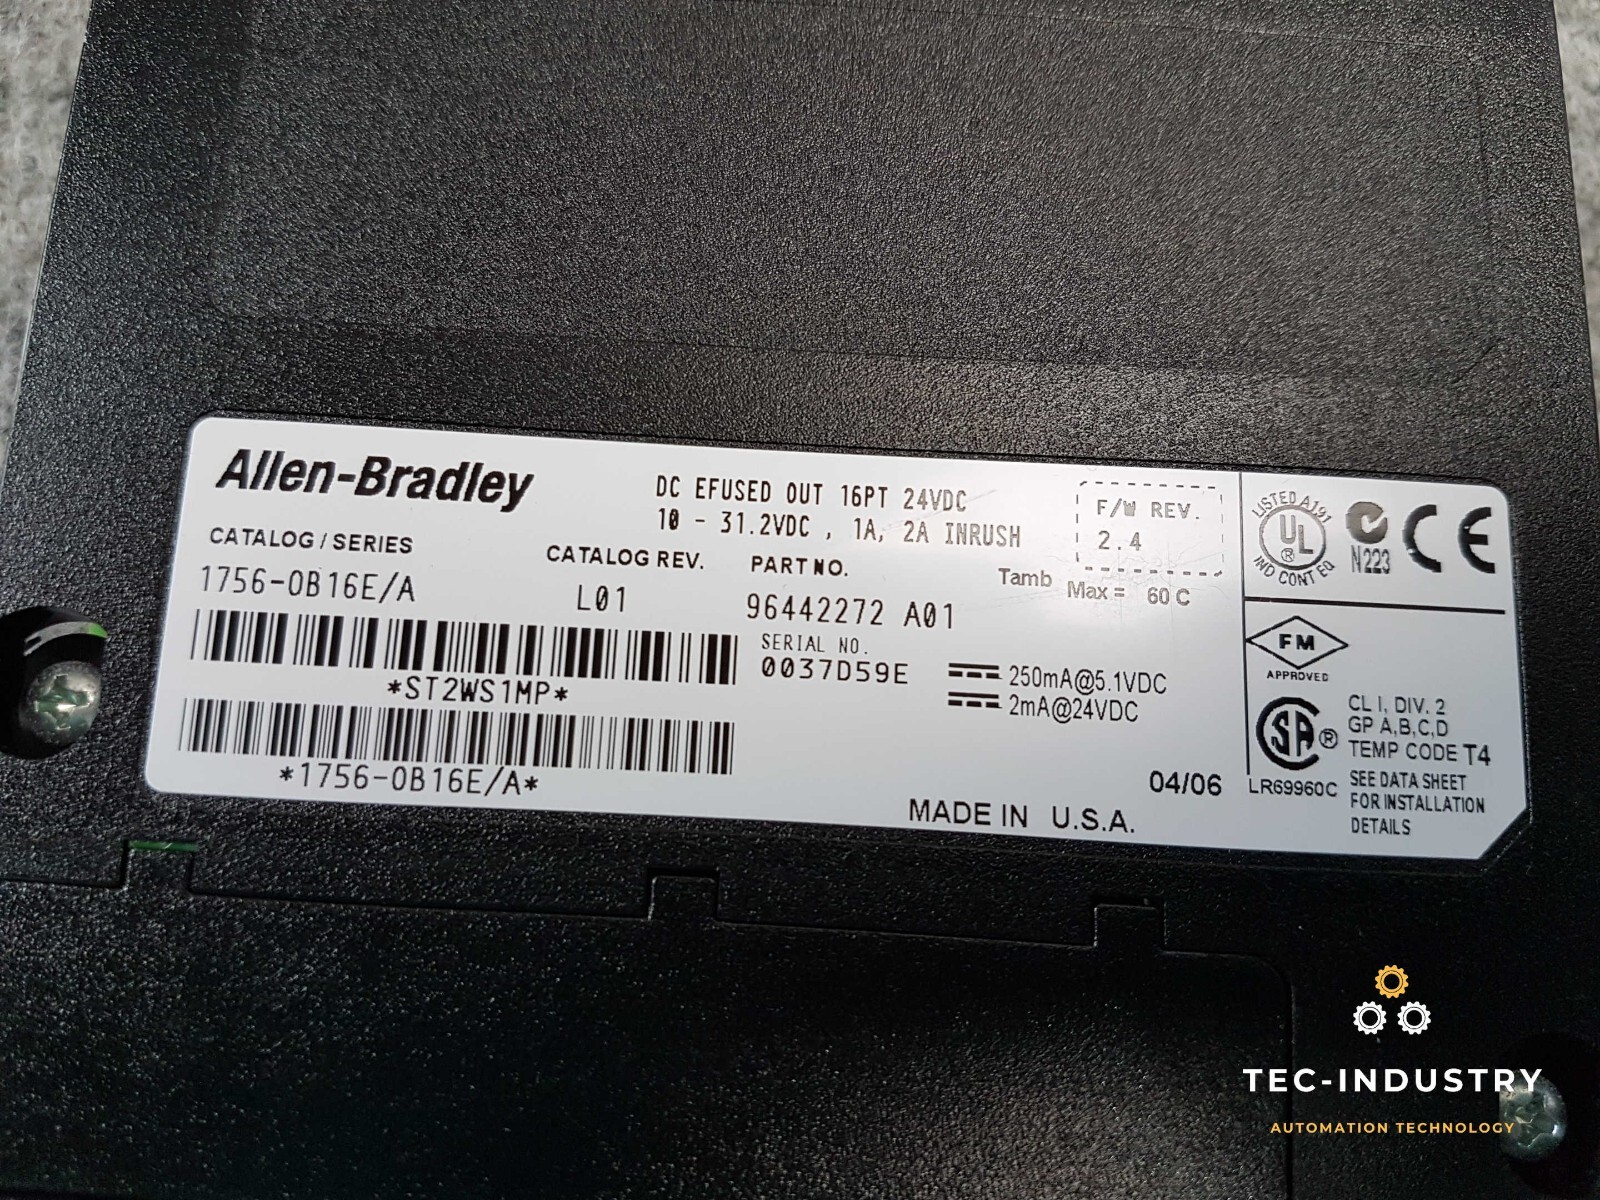 Allen-Bradley
DC EFUSED OUT 16PT 24VDC
10 - 31.2VDC , 1A, 2A INRUSH
F/W REV.
2.4
CATALOG / SERIES
1756-OB16E/A
CATALOG REV.
L01
PART NO.
96442272 A01
Tamb Max = 60 C
SERIAL NO.
0037D59E
*ST2WS1MP*
250mA@5.1VDC
2mA@24VDC
*1756-OB16E/A*
MADE IN U.S.A.
04/06
LISTED A191
UL
®
IND CONT EQ
N223
CE
FM
APPROVED
SA ®
LR69960C
CL I, DIV. 2
GP A,B,C,D
TEMP CODE T4
SEE DATA SHEET
FOR INSTALLATION
DETAILS
TEC-INDUSTRY
AUTOMATION TECHNOLOGY